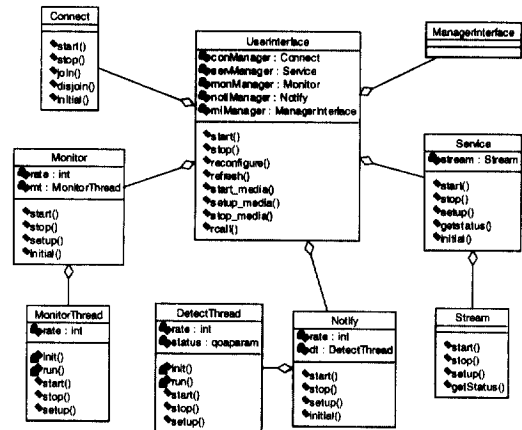 Connect
start()
stop()
join()
disjoin()
initial()
UserInterface
conManager : Connect
servManager : Service
monManager : Monitor
notiManager : Notify
miManager : ManagerInterface
start()
stop()
reconfigure()
refresh()
start_media()
setup_media()
stop_media()
rcall()
ManagerInterface
Monitor
rate : int
mt : MonitorThread
start()
stop()
setup()
initial()
Service
stream : Stream
start()
stop()
setup()
getstatus()
initial()
MonitorThread
rate : int
init()
run()
start()
stop()
setup()
DetectThread
rate : int
status : qoaparam
init()
run()
start()
stop()
setup()
Notify
rate : int
dt : DetectThread
start()
stop()
setup()
initial()
Stream
start()
stop()
setup()
getStatus()